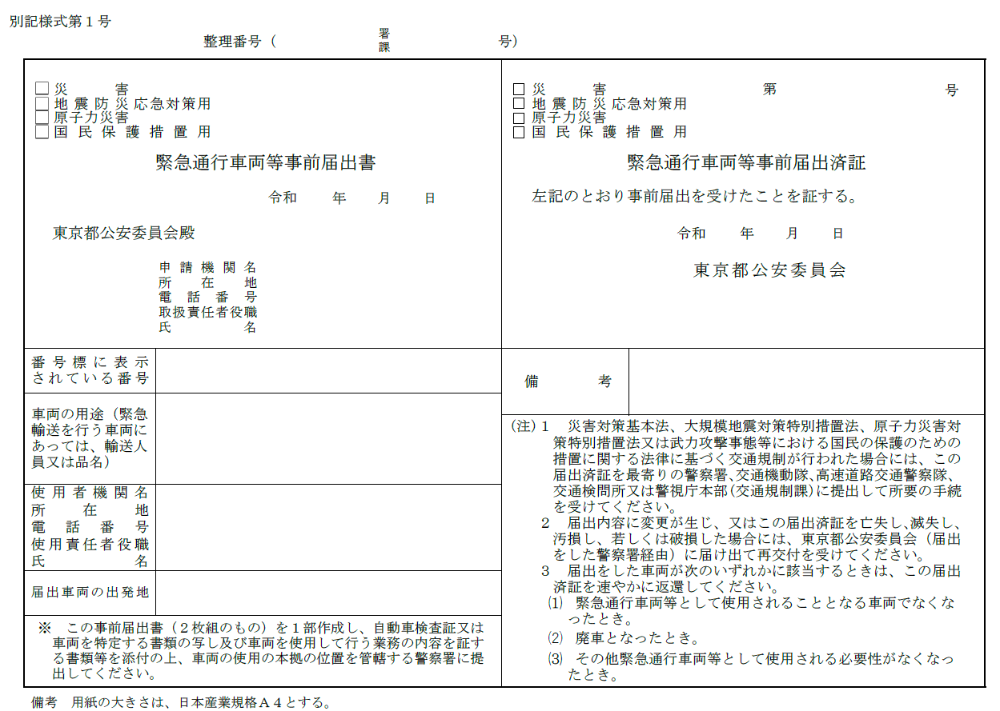 別記様式第１号
整理番号（　署課　号）
□災　害
□地震防災応急対策用
□原子力災害
□国民保護措置用
緊急通行車両等事前届出書
令和　年　月　日
東京都公安委員会殿
申請機関名
所在地
電話番号
取扱責任者役職
氏名
番号標に表示
されている番号
車両の用途（緊急
輸送を行う車両に
あっては、輸送人
員又は品名）
使用者機関名
所在地
電話番号
使用責任者役職
氏名
届出車両の出発地
※　この事前届出書（２枚組のもの）を１部作成し、自動車検査証又は
車両を特定する書類の写し及び車両を使用して行う業務の内容を証す
る書類等を添付の上、車両の使用の本拠の位置を管轄する警察署に提
出してください。
□災　害　第　号
□地震防災応急対策用
□原子力災害
□国民保護措置用
緊急通行車両等事前届出済証
左記のとおり事前届出を受けたことを証する。
令和　年　月　日
東京都公安委員会
備考
（注）１　災害対策基本法、大規模地震対策特別措置法、原子力災害対
策特別措置法又は武力攻撃事態等における国民の保護のための
措置に関する法律に基づく交通規制が行われた場合には、この
届出済証を最寄りの警察署、交通機動隊、高速道路交通警察隊、
交通検問所又は警視庁本部（交通規制課）に提出して所要の手続
を受けてください。
２　届出内容に変更が生じ、又はこの届出済証を亡失し、滅失し、
汚損し、若しくは破損した場合には、東京都公安委員会（届出
をした警察署経由）に届け出て再交付を受けてください。
３　届出をした車両が次のいずれかに該当するときは、この届出
済証を速やかに返還してください。
⑴　緊急通行車両等として使用されることとなる車両でなくな
ったとき。
⑵　廃車となったとき。
⑶　その他緊急通行車両等として使用される必要性がなくなっ
たとき。
備考　用紙の大きさは、日本産業規格Ａ４とする。